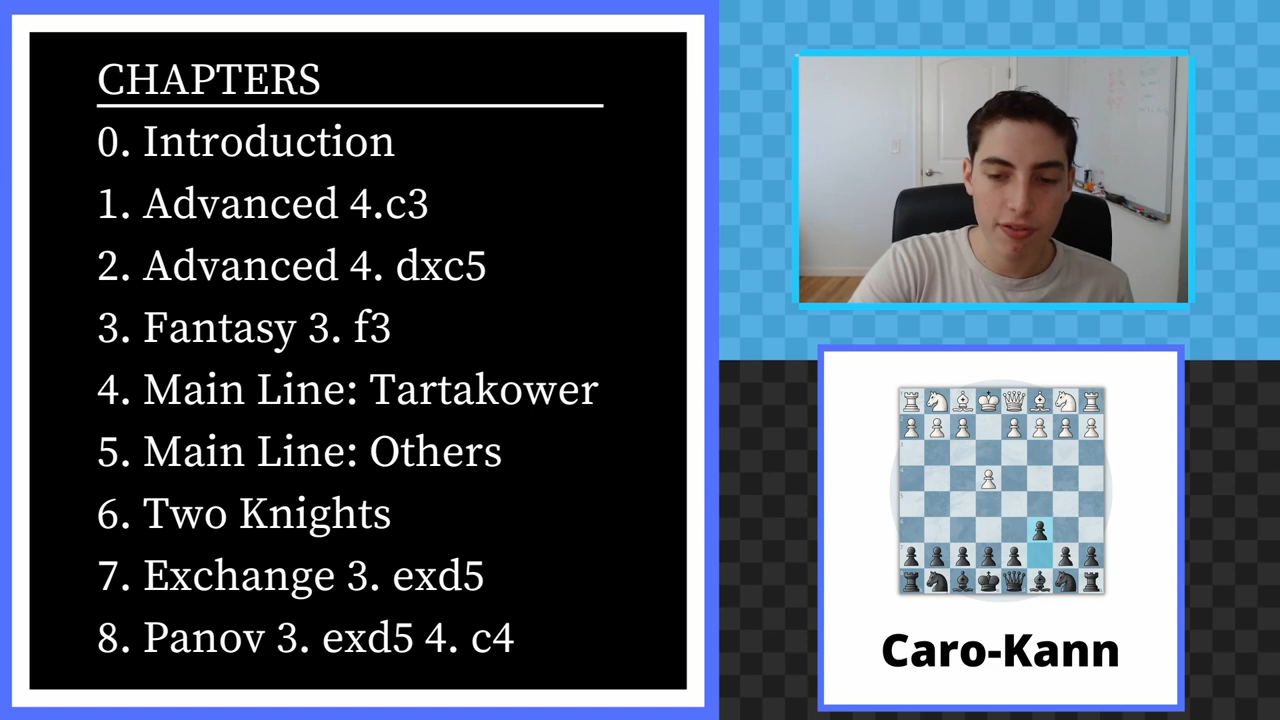 CHAPTERS
0. Introduction
1. Advanced 4.c3
2. Advanced 4. dxc5
3. Fantasy 3. f3
4. Main Line: Tartakower
5. Main Line: Others
6. Two Knights
7. Exchange 3. exd5
8. Panov 3. exd5 4. c4
Caro-Kann